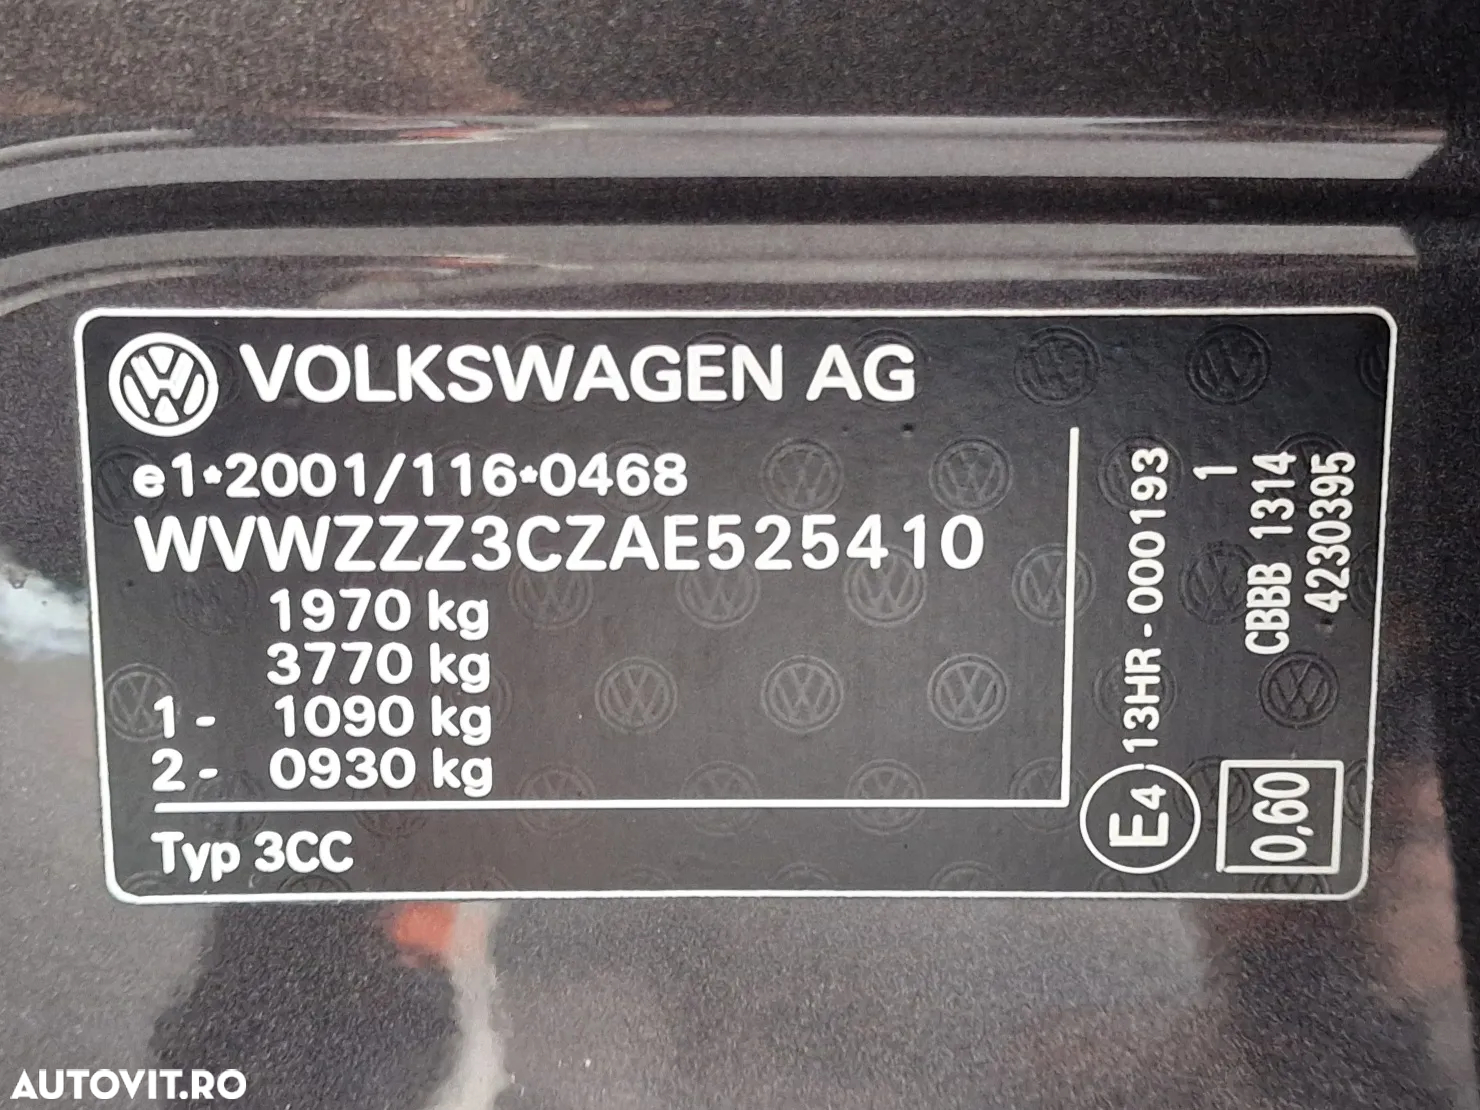 VOLKSWAGEN AG
e1*2001/116*0468
WVWZZZ3CZAE525410
1970 kg
3770 kg
1 - 1090 kg
2 - 0930 kg
Typ 3CC
E4 13HR - 000193
1
CBBB 1314
4230395
0,60
AUTOVIT.RO